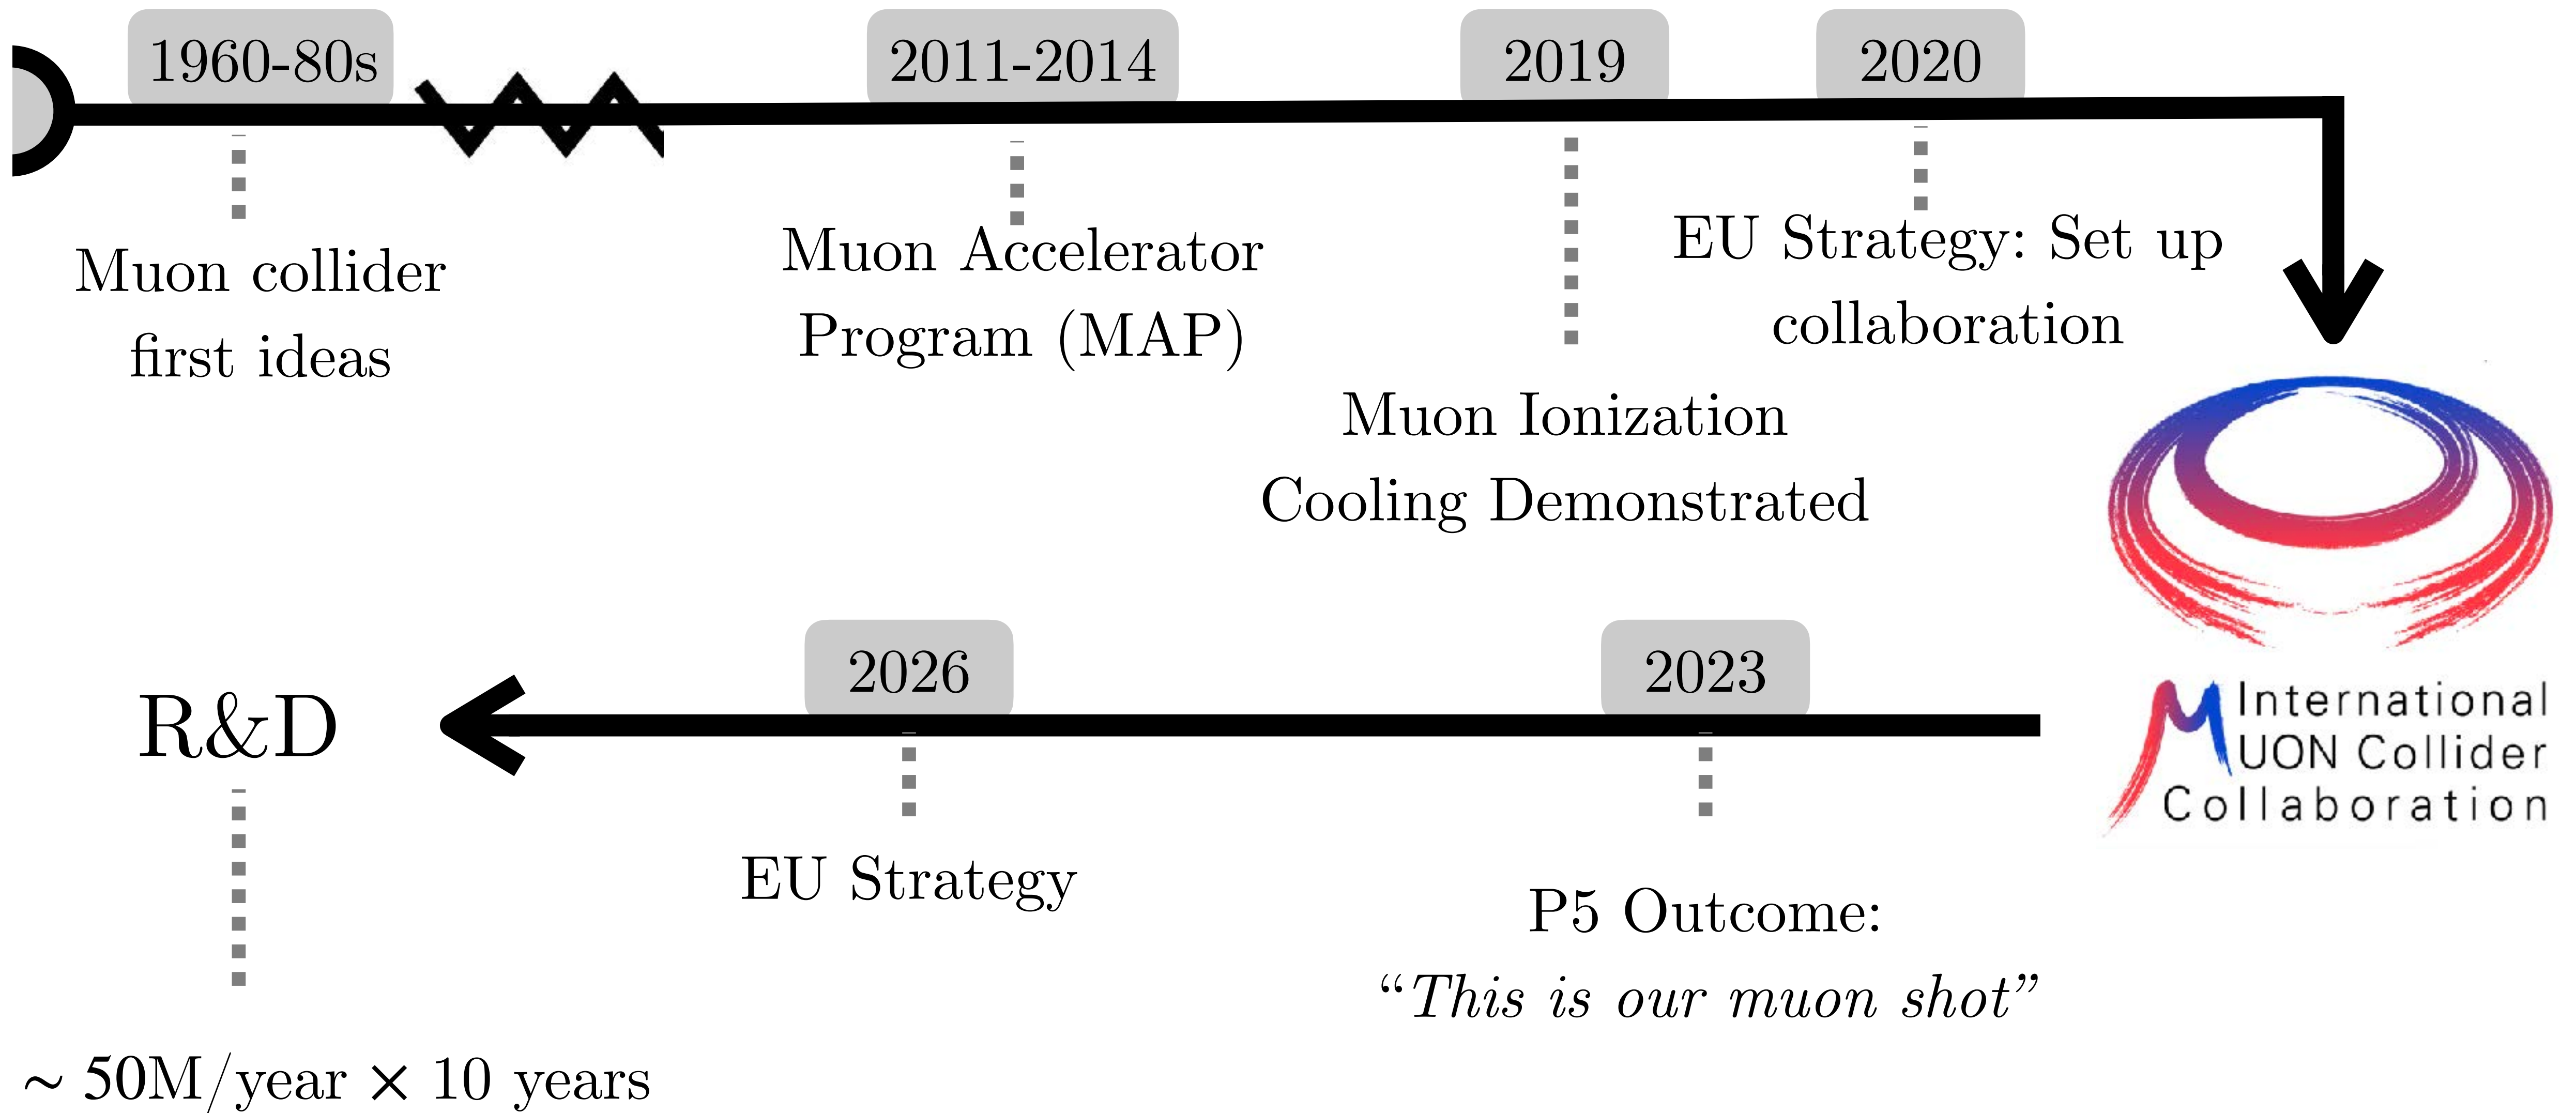 1960-80s
Muon collider
first ideas
2011-2014
Muon Accelerator
Program (MAP)
2019
Muon Ionization
Cooling Demonstrated
2020
EU Strategy: Set up
collaboration
International
MUON Collider
Collaboration
2023
P5 Outcome:
“This is our muon shot”
2026
EU Strategy
R&D
~ 50M/year × 10 years